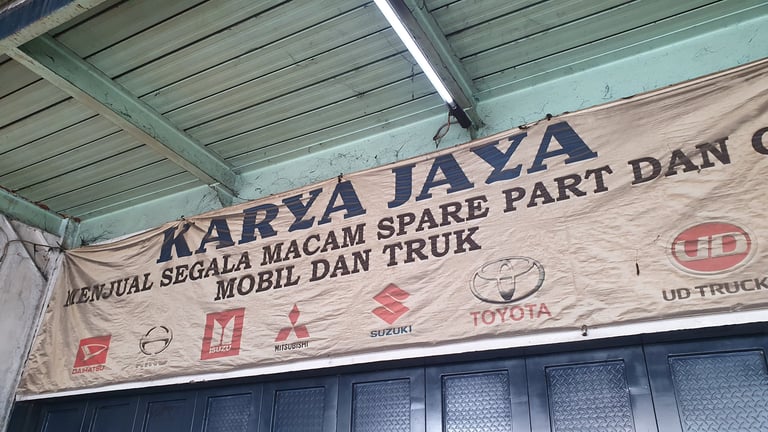 KARYA JAYA
MENJUAL SEGALA MACAM SPARE PART DAN
MOBIL DAN TRUK
DAIHATSU
ISUZU
MITSUBISHI
SUZUKI
TOYOTA
UD
UD TRUCK